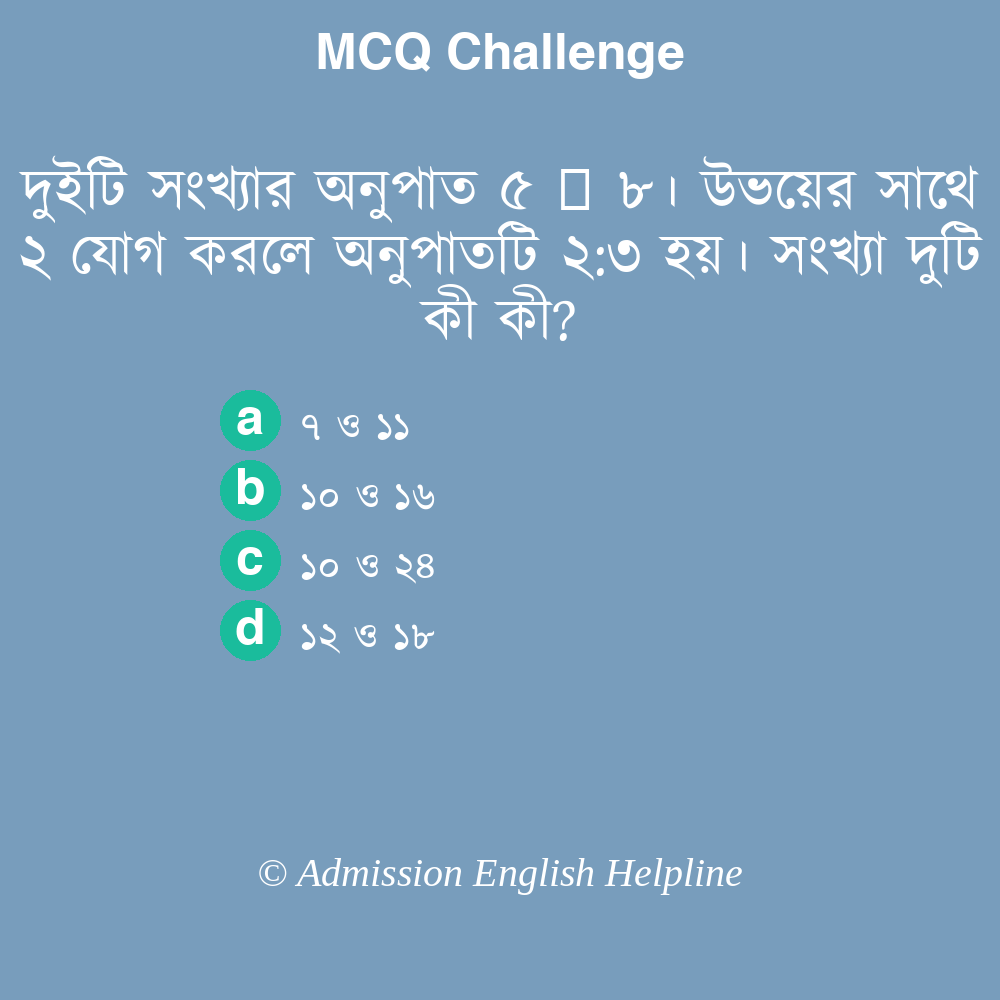 MCQ Challenge
দুইটি সংখ্যার অনুপাত ৫ □ ৮। উভয়ের সাথে
২ যোগ করলে অনুপাতটি ২:৩ হয়। সংখ্যা দুটি
কী কী?
a ৭ ও ১১
b ১০ ও ১৬
c ১০ ও ২৪
d ১২ ও ১৮
© Admission English Helpline